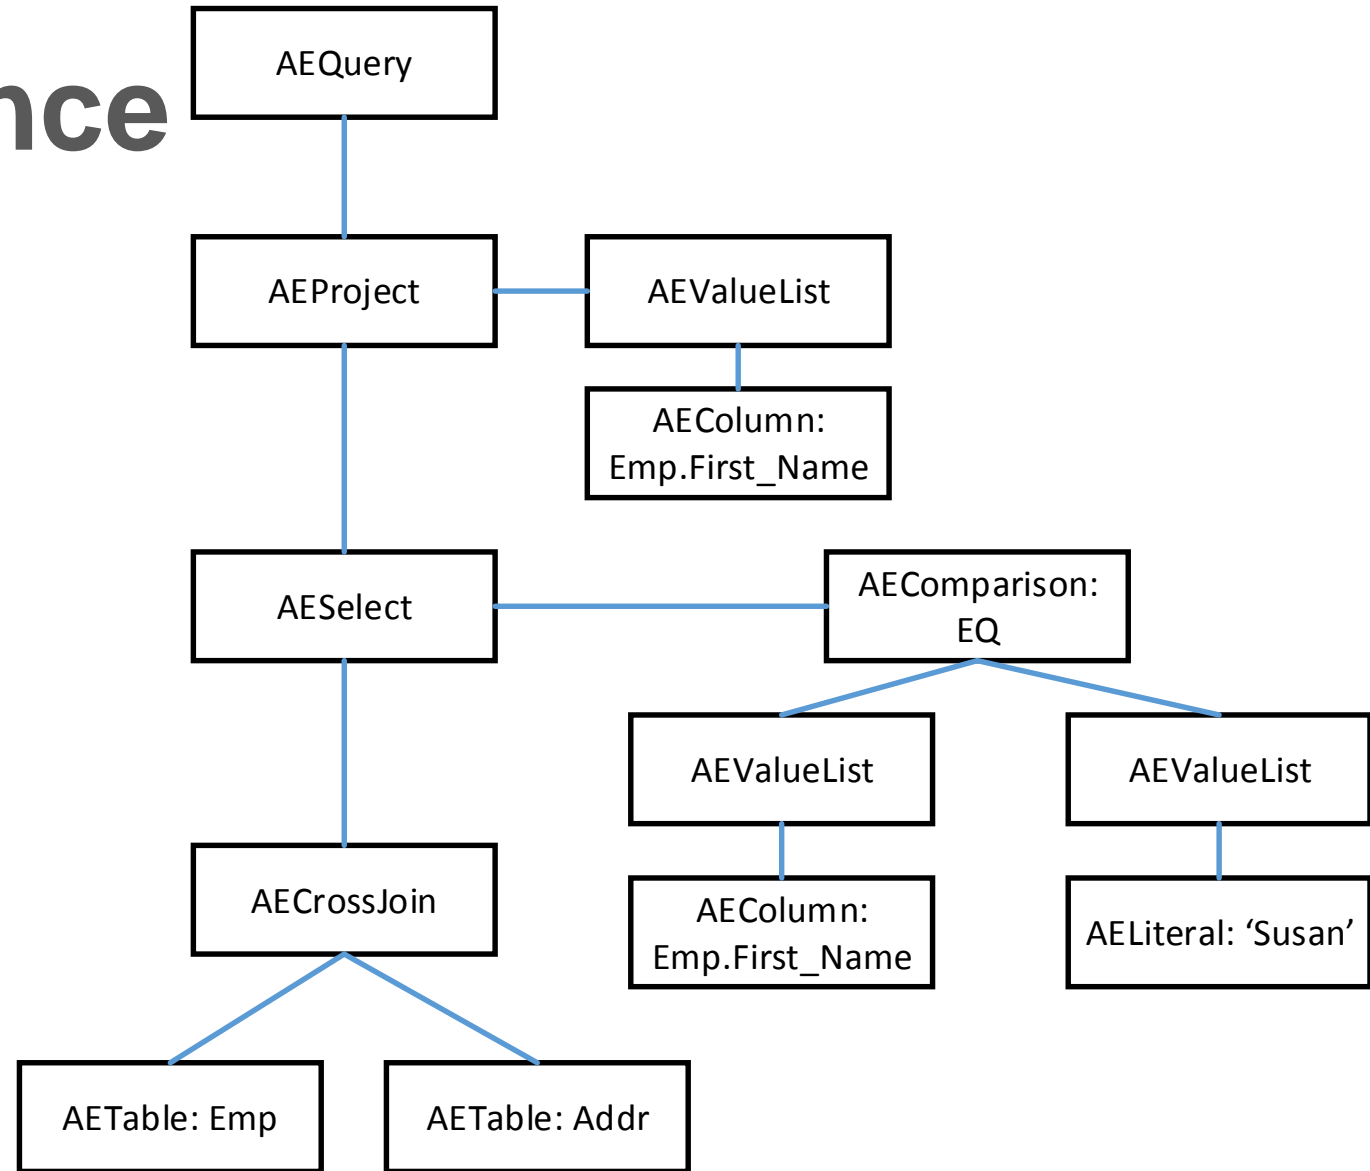 nce
AEQuery
AEProject
AEValueList
AEColumn:
Emp.First_Name
AESelect
AEComparison:
EQ
AEValueList
AEValueList
AECrossJoin
AEColumn:
Emp.First_Name
AELiteral: ‘Susan’
AETable: Emp
AETable: Addr